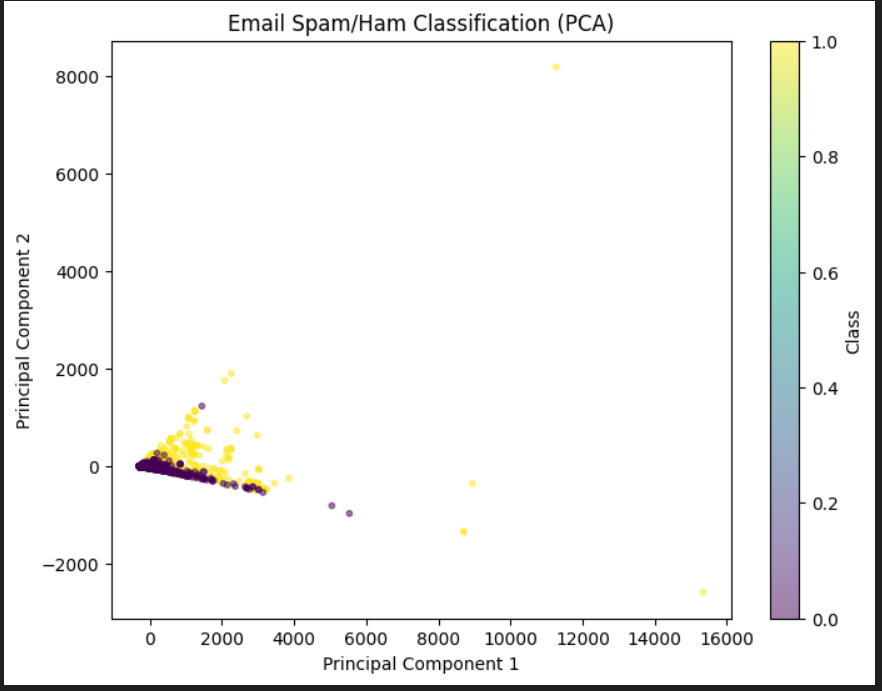 Email Spam/Ham Classification (PCA)
8000
6000
4000
2000
0
−2000
Principal Component 2
0 2000 4000 6000 8000 10000 12000 14000 16000
Principal Component 1
1.0
0.8
0.6
0.4
0.2
0.0
Class